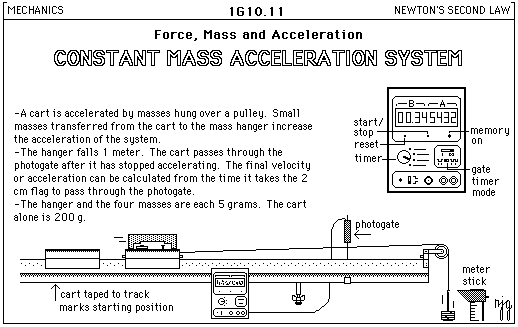 MECHANICS
1G10.11
NEWTON'S SECOND LAW
Force, Mass and Acceleration
CONSTANT MASS ACCELERATION SYSTEM
-A cart is accelerated by masses hung over a pulley. Small
masses transferred from the cart to the mass hanger increase
the acceleration of the system.
-The hanger falls 1 meter. The cart passes through the
photogate after it has stopped accelerating. The final velocity
or acceleration can be calculated from the time it takes the 2
cm flag to pass through the photogate.
-The hanger and the four masses are each 5 grams. The cart
alone is 200 g.
B A
00.345432
start/
stop
reset
timer
memory
on
gate
timer
mode
photogate
cart taped to track
marks starting position
meter
stick